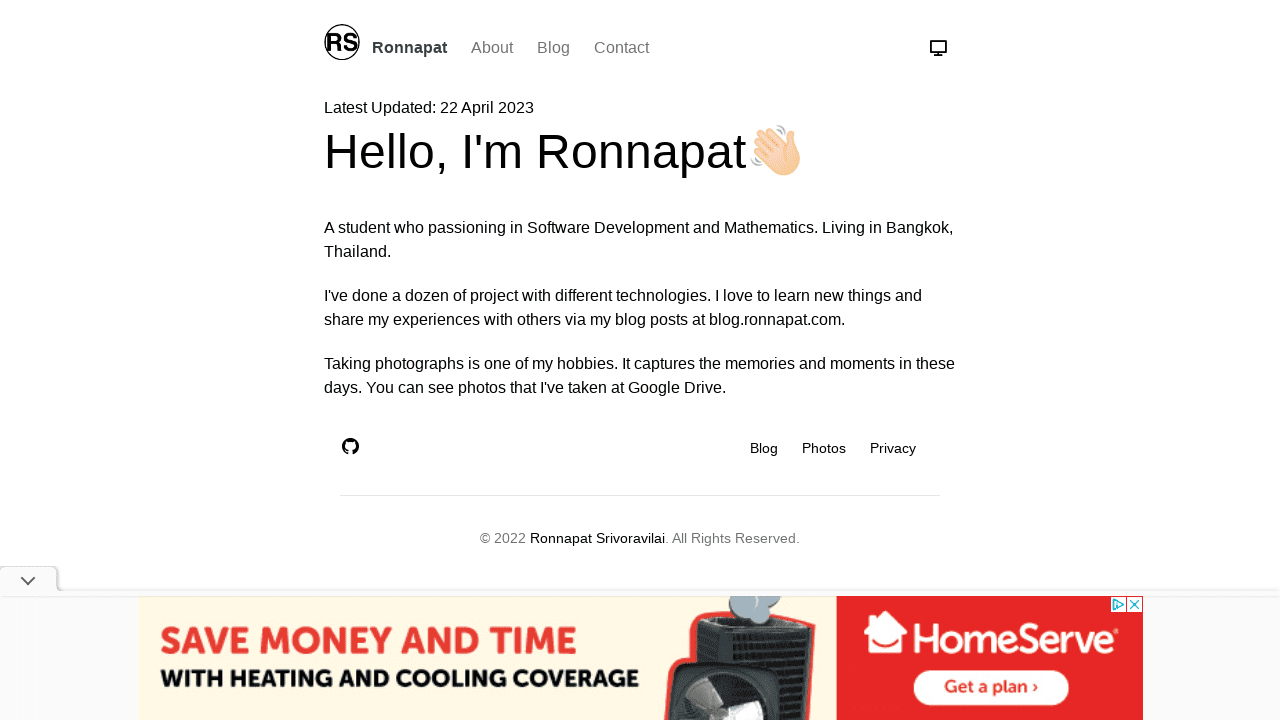 RS
Ronnapat About Blog Contact
Latest Updated: 22 April 2023
Hello, I'm Ronnapat👋🏻
A student who passioning in Software Development and Mathematics. Living in Bangkok,
Thailand.
I've done a dozen of project with different technologies. I love to learn new things and
share my experiences with others via my blog posts at blog.ronnapat.com.
Taking photographs is one of my hobbies. It captures the memories and moments in these
days. You can see photos that I've taken at Google Drive.
Blog Photos Privacy
© 2022 Ronnapat Srivoravilai. All Rights Reserved.
SAVE MONEY AND TIME
WITH HEATING AND COOLING COVERAGE
HomeServe®
Get a plan ›